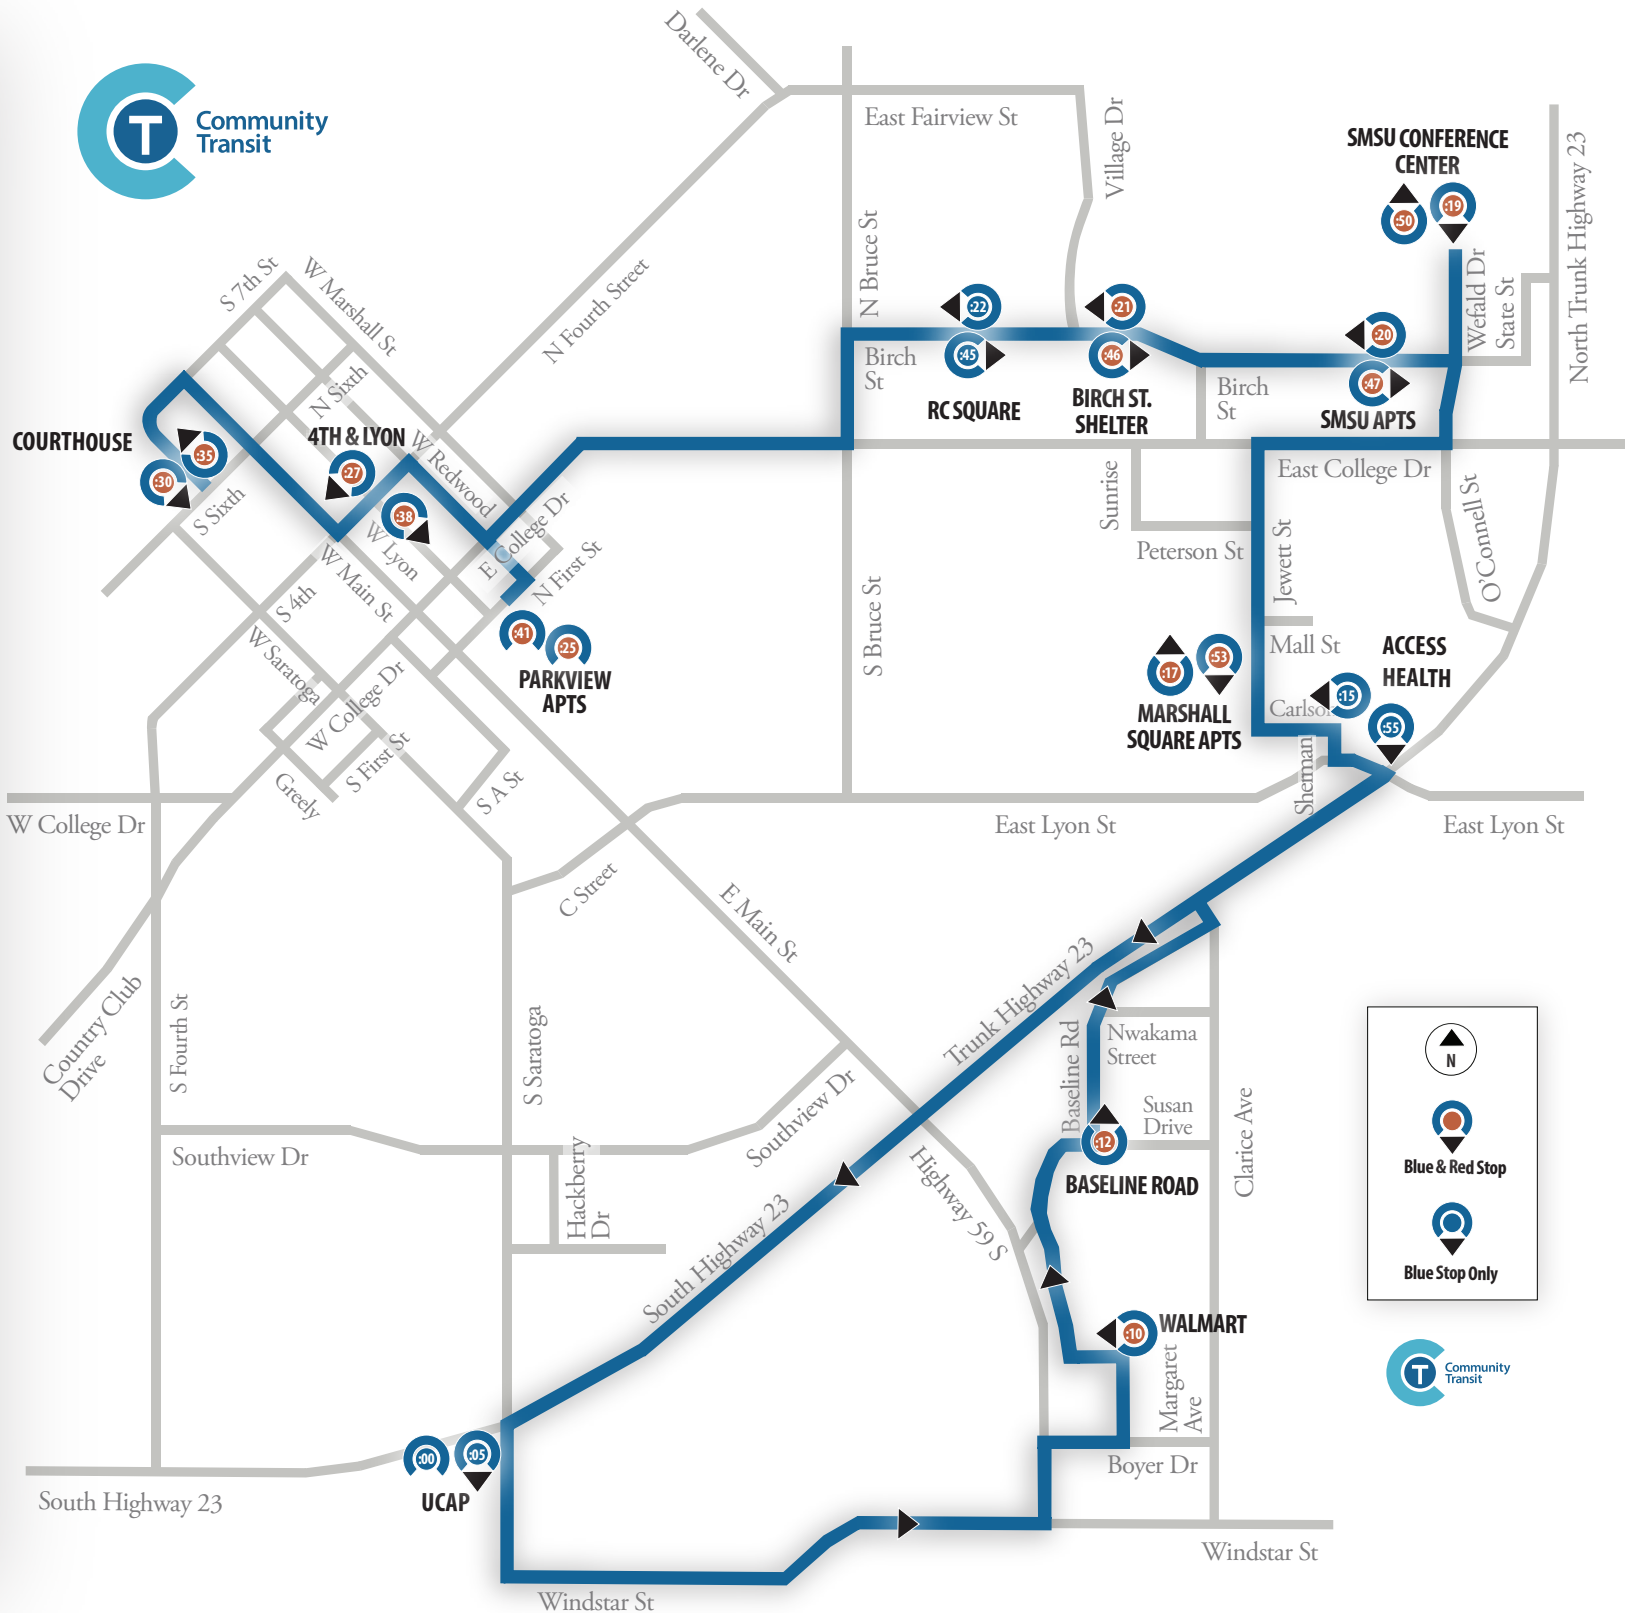 Community
Transit
T
Darlene Dr
East Fairview St
Village Dr
SMSU CONFERENCE
CENTER
:50
:19
North Trunk Highway 23
Wefald Dr
State St
N Bruce St
N Fourth Street
S 7th St
W Marshall St
N Sixth
:22
:21
:20
:45
:46
:47
Birch
St
Birch
St
RC SQUARE
BIRCH ST.
SHELTER
SMSU APTS
COURTHOUSE
:35
:30
4TH & LYON
:27
:38
W Redwood
S Sixth
W Lyon
E College Dr
N First St
W Main St
S 4th
East College Dr
Sunrise
Peterson St
Jewett St
O'Connell St
Mall St
S Bruce St
:41
:25
PARKVIEW
APTS
W Saratoga
W College Dr
S First St
Greely
S A St
:17
:53
MARSHALL
SQUARE APTS
ACCESS
HEALTH
:15
:55
Sherman
W College Dr
East Lyon St
East Lyon St
C Street
E Main St
Country Club
Drive
S Fourth St
S Saratoga
Trunk Highway 23
Baseline Rd
Nwakama
Street
Susan
Drive
Clarice Ave
:12
BASELINE ROAD
Southview Dr
Southview Dr
Hackberry
Dr
Highway 59 S
South Highway 23
:10
WALMART
Margaret
Ave
Boyer Dr
:00
:05
UCAP
South Highway 23
Windstar St
Windstar St
N
Blue & Red Stop
Blue Stop Only
T
Community
Transit